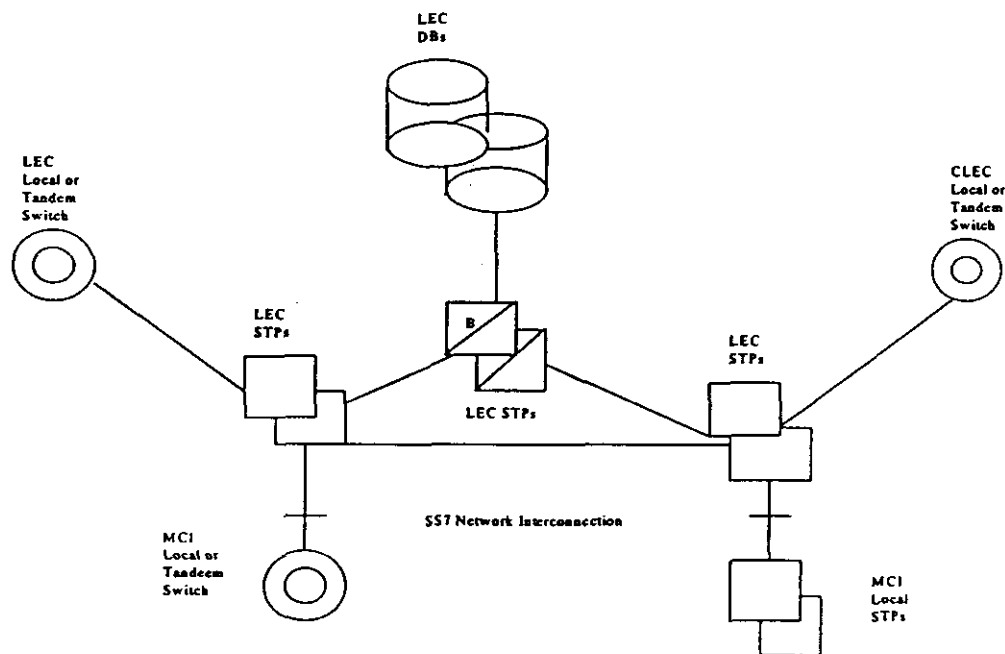 LEC
DBs
LEC
Local or
Tandem
Switch
CLEC
Local or
Tandem
Switch
B
LEC
STPs
LEC
STPs
LEC STPs
SS7 Network Interconnection
MCI
Local or
Tandeem
Switch
MCI
Local
STPs